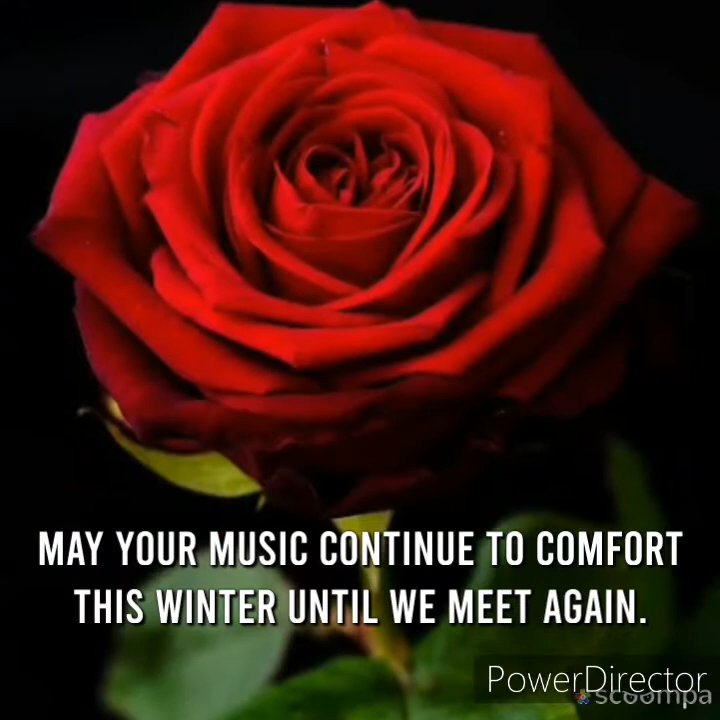 MAY YOUR MUSIC CONTINUE TO COMFORT
THIS WINTER UNTIL WE MEET AGAIN.
PowerDirector
scoompa